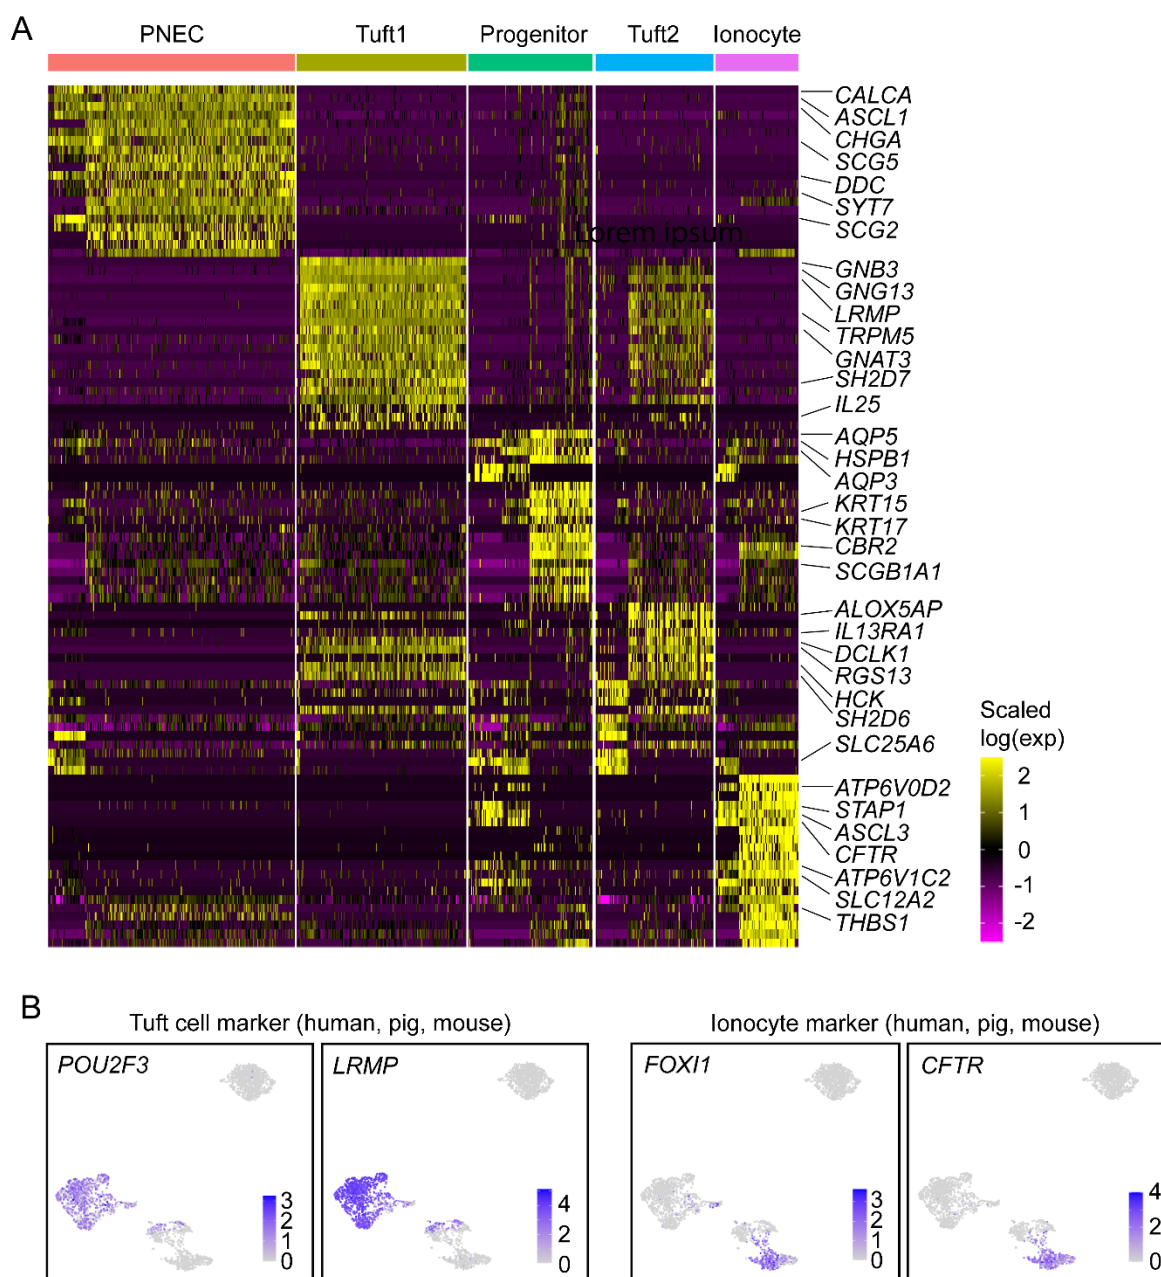 A
PNEC Tuft1 Progenitor Tuft2 Ionocyte
CALCA
ASCL1
CHGA
SCG5
DDC
SYT7
SCG2
Lorem ipsum
GNB3
GNG13
LRMP
TRPM5
GNAT3
SH2D7
IL25
AQP5
HSPB1
AQP3
KRT15
KRT17
CBR2
SCGB1A1
ALOX5AP
IL13RA1
DCLK1
RGS13
HCK
SH2D6
SLC25A6
ATP6V0D2
STAP1
ASCL3
CFTR
ATP6V1C2
SLC12A2
THBS1
Scaled
log(exp)
2
1
0
-1
-2
B
Tuft cell marker (human, pig, mouse)
Ionocyte marker (human, pig, mouse)
POU2F3
3
2
1
0
LRMP
4
2
0
FOXI1
3
2
1
0
CFTR
4
2
0